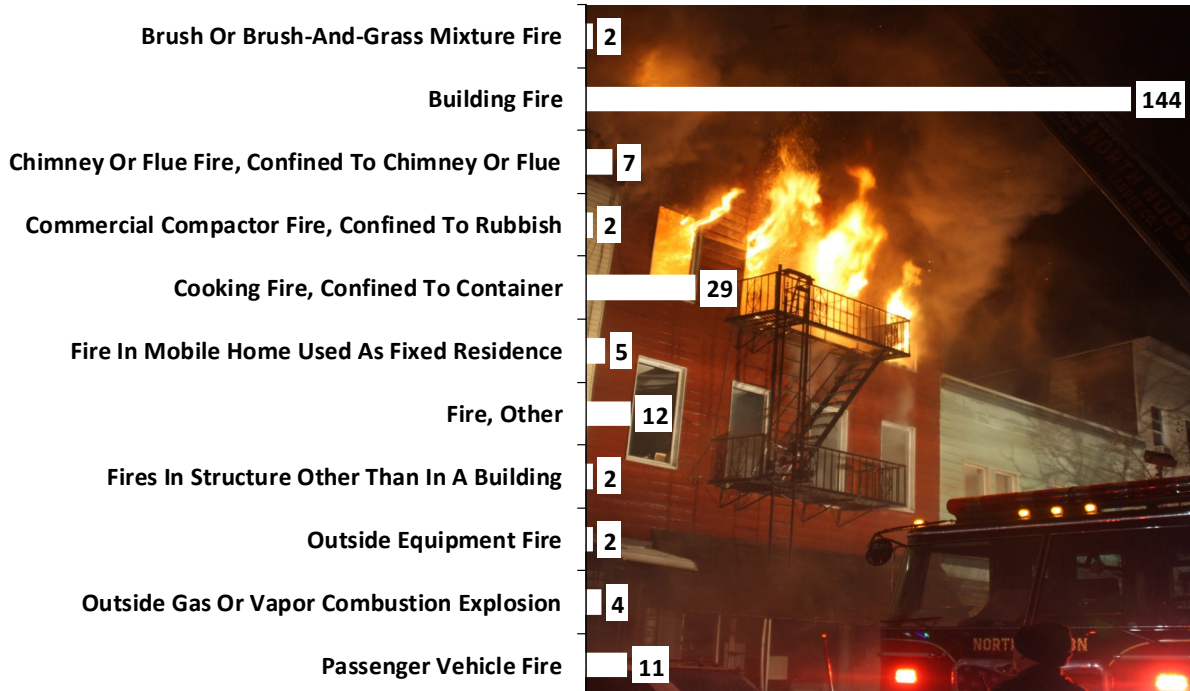 Brush Or Brush-And-Grass Mixture Fire 2
Building Fire 144
Chimney Or Flue Fire, Confined To Chimney Or Flue 7
Commercial Compactor Fire, Confined To Rubbish 2
Cooking Fire, Confined To Container 29
Fire In Mobile Home Used As Fixed Residence 5
Fire, Other 12
Fires In Structure Other Than In A Building 2
Outside Equipment Fire 2
Outside Gas Or Vapor Combustion Explosion 4
Passenger Vehicle Fire 11
NORTH HUDSON
NORTH